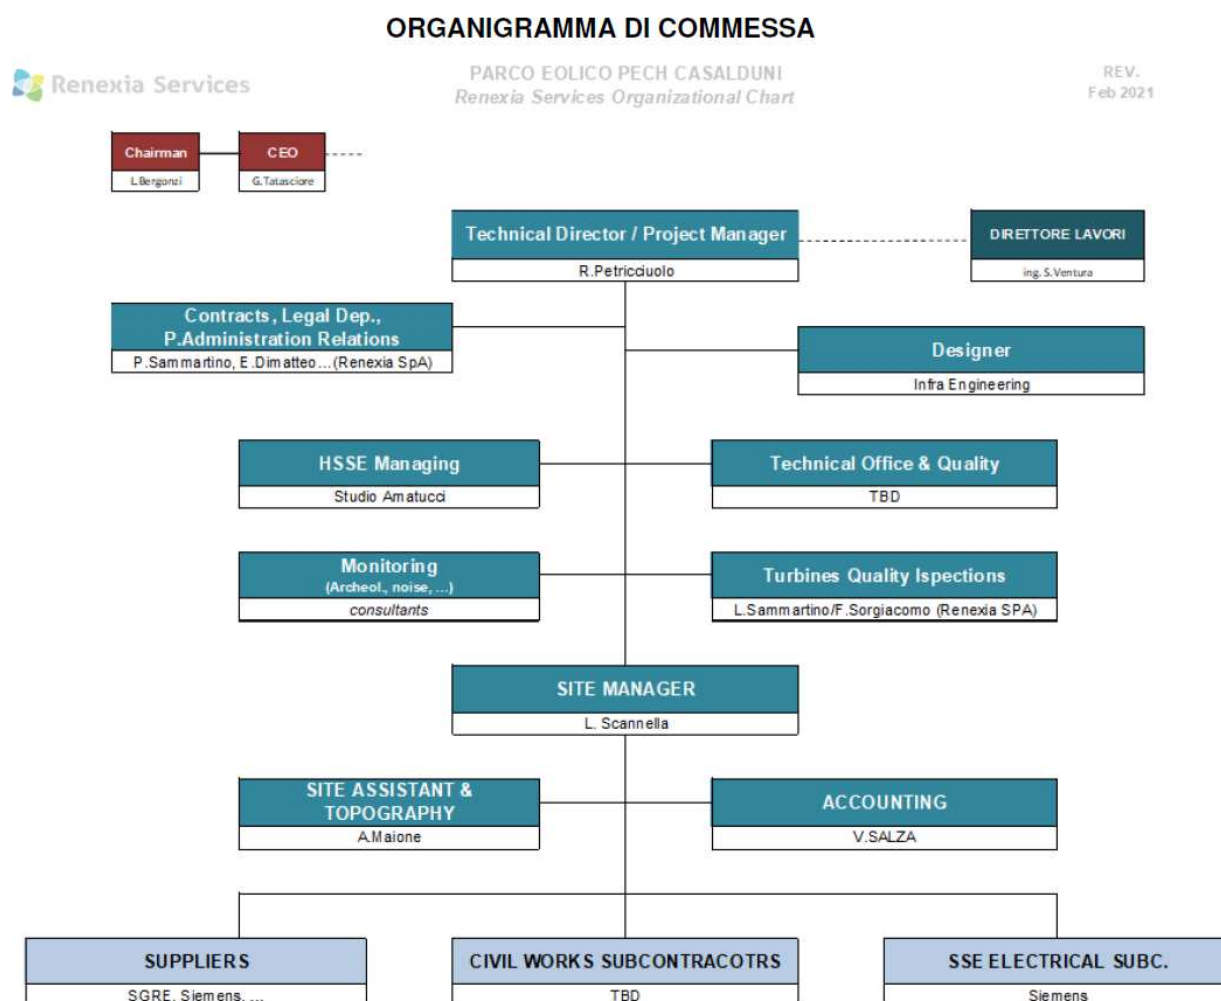 ORGANIGRAMMA DI COMMESSA
Renexia Services
PARCO EOLICO PECH CASALDUNI
Renexia Services Organizational Chart
REV.
Feb 2021
Chairman
L.Bergonzi
CEO
G.Tatasciore
Technical Director / Project Manager
R.Petricciuolo
DIRETTORE LAVORI
ing. S.Ventura
Contracts, Legal Dep.,
P.Administration Relations
P.Sammartino, E.Dimatteo...(Renexia SpA)
Designer
Infra Engineering
HSSE Managing
Studio Amatucci
Technical Office & Quality
TBD
Monitoring
(Archeol., noise, ...)
consultants
Turbines Quality Ispections
L.Sammartino/F.Sorgiacomo (Renexia SPA)
SITE MANAGER
L. Scannella
SITE ASSISTANT &
TOPOGRAPHY
A.Maione
ACCOUNTING
V.SALZA
SUPPLIERS
SGRE, Siemens, ...
CIVIL WORKS SUBCONTRACOTRS
TBD
SSE ELECTRICAL SUBC.
Siemens